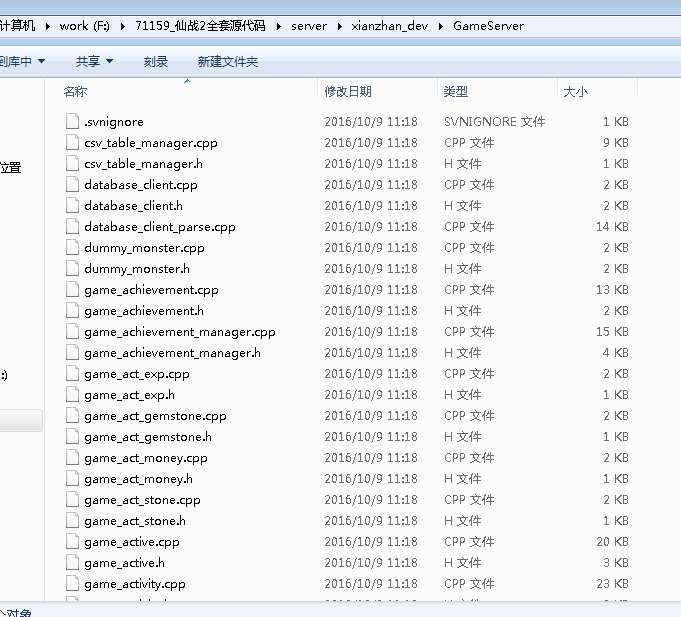 计算机 work (F:) 71159_仙战2全套源代码 server xianzhan_dev GameServer
到库中 共享 刻录 新建文件夹
名称 修改日期 类型 大小
.svnignore 2016/10/9 11:18 SVNIGNORE 文件 1 KB
csv_table_manager.cpp 2016/10/9 11:18 CPP 文件 9 KB
位置
csv_table_manager.h 2016/10/9 11:18 H 文件 1 KB
database_client.cpp 2016/10/9 11:18 CPP 文件 2 KB
database_client.h 2016/10/9 11:18 H 文件 2 KB
database_client_parse.cpp 2016/10/9 11:18 CPP 文件 14 KB
dummy_monster.cpp 2016/10/9 11:18 CPP 文件 2 KB
dummy_monster.h 2016/10/9 11:18 H 文件 2 KB
game_achievement.cpp 2016/10/9 11:18 CPP 文件 13 KB
game_achievement.h 2016/10/9 11:18 H 文件 2 KB
game_achievement_manager.cpp 2016/10/9 11:18 CPP 文件 15 KB
game_achievement_manager.h 2016/10/9 11:18 H 文件 4 KB
:)
game_act_exp.cpp 2016/10/9 11:18 CPP 文件 2 KB
game_act_exp.h 2016/10/9 11:18 H 文件 1 KB
game_act_gemstone.cpp 2016/10/9 11:18 CPP 文件 2 KB
game_act_gemstone.h 2016/10/9 11:18 H 文件 1 KB
game_act_money.cpp 2016/10/9 11:18 CPP 文件 2 KB
game_act_money.h 2016/10/9 11:18 H 文件 1 KB
game_act_stone.cpp 2016/10/9 11:18 CPP 文件 2 KB
game_act_stone.h 2016/10/9 11:18 H 文件 1 KB
game_active.cpp 2016/10/9 11:18 CPP 文件 20 KB
game_active.h 2016/10/9 11:18 H 文件 3 KB
game_activity.cpp 2016/10/9 11:18 CPP 文件 23 KB
个对象